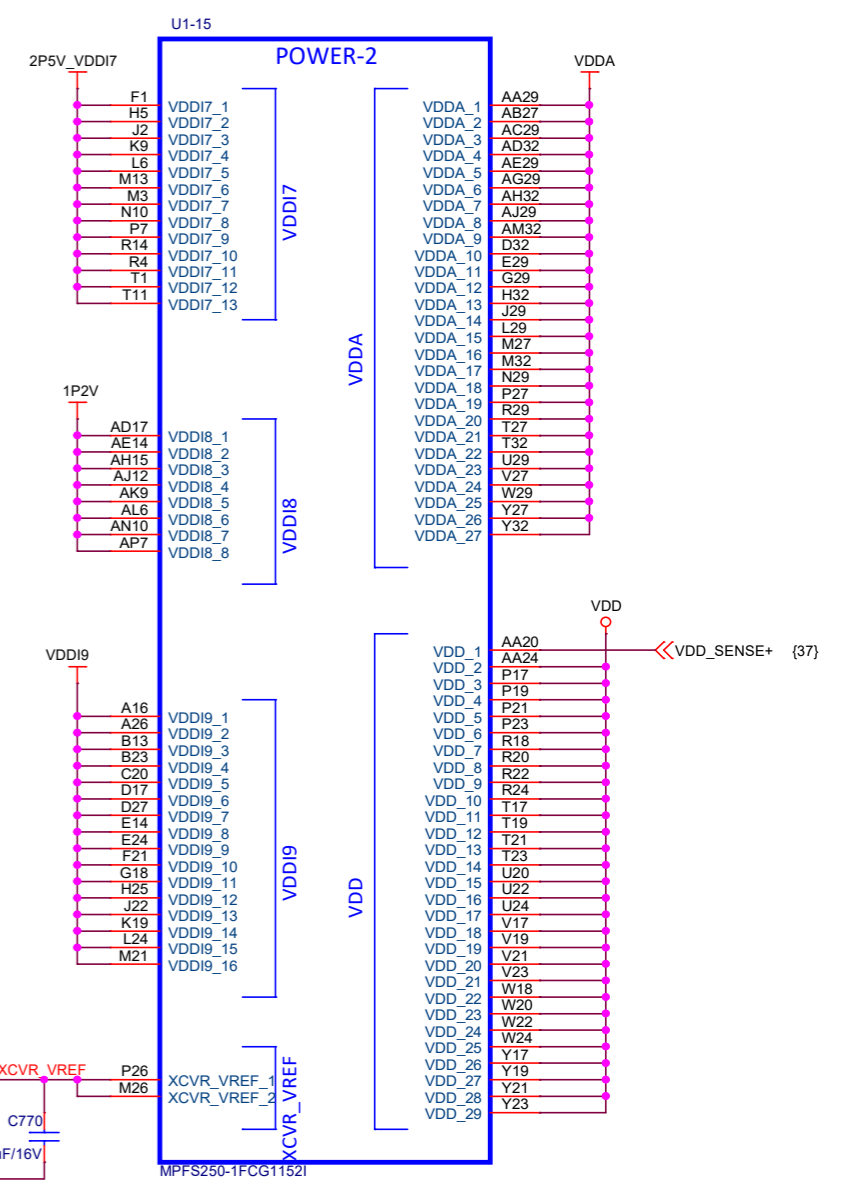 U1-15
POWER-2
2P5V_VDDI7
F1 VDDI7_1
H5 VDDI7_2
J2 VDDI7_3
K9 VDDI7_4
L6 VDDI7_5
M13 VDDI7_6
M3 VDDI7_7
N10 VDDI7_8
P7 VDDI7_9
R14 VDDI7_10
R4 VDDI7_11
T1 VDDI7_12
T11 VDDI7_13
VDDI7
1P2V
AD17 VDDI8_1
AE14 VDDI8_2
AH15 VDDI8_3
AJ12 VDDI8_4
AK9 VDDI8_5
AL6 VDDI8_6
AN10 VDDI8_7
AP7 VDDI8_8
VDDI8
VDDI9
A16 VDDI9_1
A26 VDDI9_2
B13 VDDI9_3
B23 VDDI9_4
C20 VDDI9_5
D17 VDDI9_6
D27 VDDI9_7
E14 VDDI9_8
E24 VDDI9_9
F21 VDDI9_10
G18 VDDI9_11
H25 VDDI9_12
J22 VDDI9_13
K19 VDDI9_14
L24 VDDI9_15
M21 VDDI9_16
VDDI9
XCVR_VREF
P26 XCVR_VREF_1
M26 XCVR_VREF_2
XCVR_VREF
C770
F/16V
VDDA
VDDA_1 AA29
VDDA_2 AB27
VDDA_3 AC29
VDDA_4 AD32
VDDA_5 AE29
VDDA_6 AG29
VDDA_7 AH32
VDDA_8 AJ29
VDDA_9 AM32
VDDA_10 D32
VDDA_11 E29
VDDA_12 G29
VDDA_13 H32
VDDA_14 J29
VDDA_15 L29
VDDA_16 M27
VDDA_17 M32
VDDA_18 N29
VDDA_19 P27
VDDA_20 R29
VDDA_21 T27
VDDA_22 T32
VDDA_23 U29
VDDA_24 V27
VDDA_25 W29
VDDA_26 Y27
VDDA_27 Y32
VDDA
VDD
VDD_1 AA20 VDD_SENSE+ {37}
VDD_2 AA24
VDD_3 P17
VDD_4 P19
VDD_5 P21
VDD_6 P23
VDD_7 R18
VDD_8 R20
VDD_9 R22
VDD_10 R24
VDD_11 T17
VDD_12 T19
VDD_13 T21
VDD_14 T23
VDD_15 U20
VDD_16 U22
VDD_17 U24
VDD_18 V17
VDD_19 V19
VDD_20 V21
VDD_21 V23
VDD_22 W18
VDD_23 W20
VDD_24 W22
VDD_25 W24
VDD_26 Y17
VDD_27 Y19
VDD_28 Y21
VDD_29 Y23
VDD
MPFS250-1FCG1152I